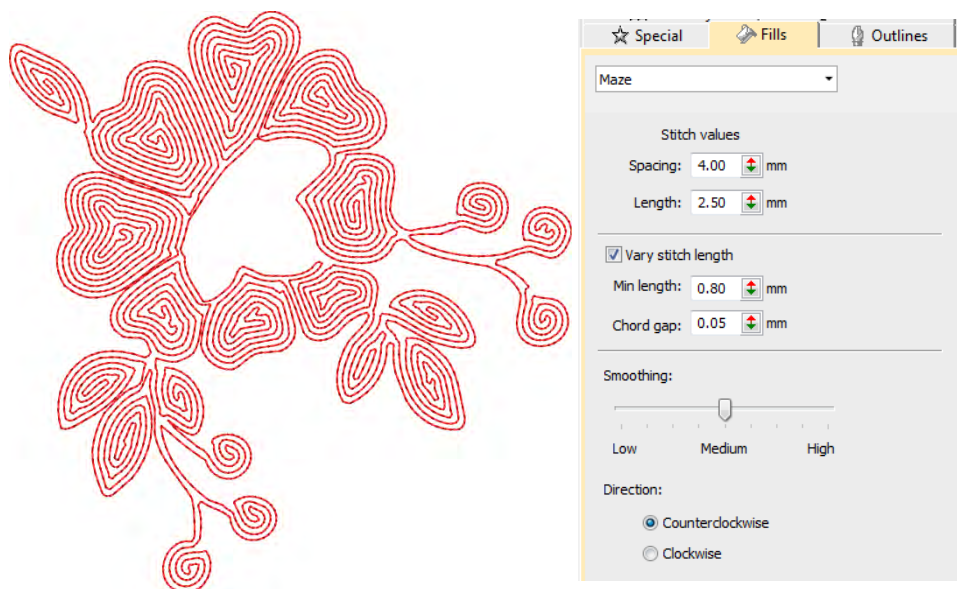 Special Fills Outlines
Maze
Stitch values
Spacing: 4.00 mm
Length: 2.50 mm
Vary stitch length
Min length: 0.80 mm
Chord gap: 0.05 mm
Smoothing:
Low Medium High
Direction:
Counterclockwise
Clockwise